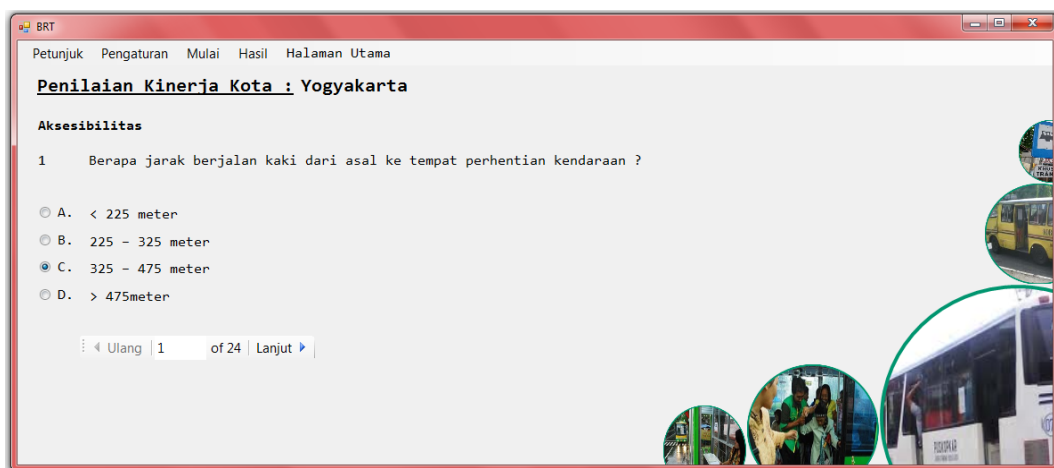 BRT
Petunjuk Pengaturan Mulai Hasil Halaman Utama
Penilaian Kinerja Kota : Yogyakarta
Aksesibilitas
1 Berapa jarak berjalan kaki dari asal ke tempat perhentian kendaraan ?
A. < 225 meter
B. 225 – 325 meter
C. 325 – 475 meter
D. > 475meter
Ulang 1 of 24 Lanjut